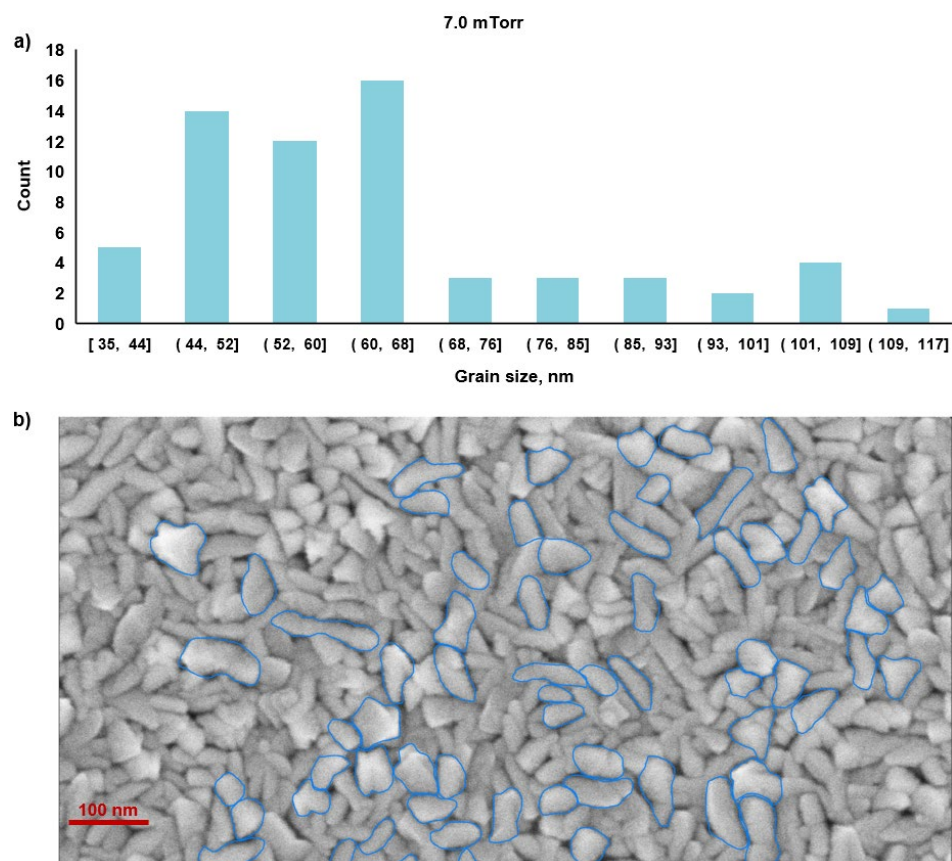 7.0 mTorr
a)
18
16
14
12
10
8
6
4
2
0
Count
[ 35, 44] ( 44, 52] ( 52, 60] ( 60, 68] ( 68, 76] ( 76, 85] ( 85, 93] ( 93, 101] ( 101, 109] ( 109, 117]
Grain size, nm
b)
100 nm